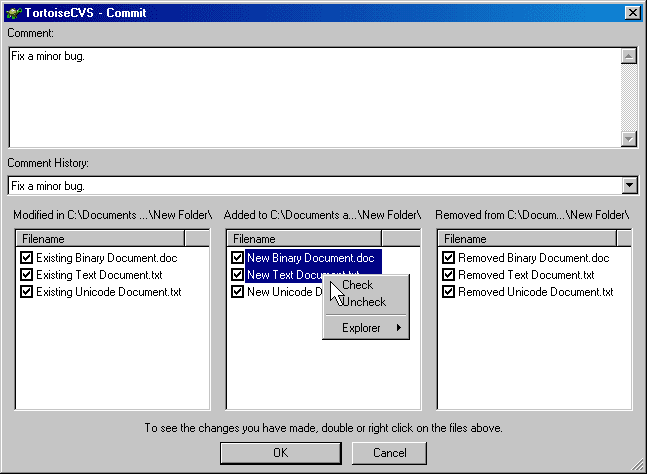 TortoiseCVS - Commit
Comment:
Fix a minor bug.
Comment History:
Fix a minor bug.
Modified in C:\Documents ...\New Folder\
Filename
Existing Binary Document.doc
Existing Text Document.txt
Existing Unicode Document.txt
Added to C:\Documents a...\New Folder\
Filename
New Binary Document.doc
New Text Document.txt
New Unicode D
Check
Uncheck
Explorer
Removed from C:\Docum...\New Folder\
Filename
Removed Binary Document.doc
Removed Text Document.txt
Removed Unicode Document.txt
To see the changes you have made, double or right click on the files above.
OK
Cancel